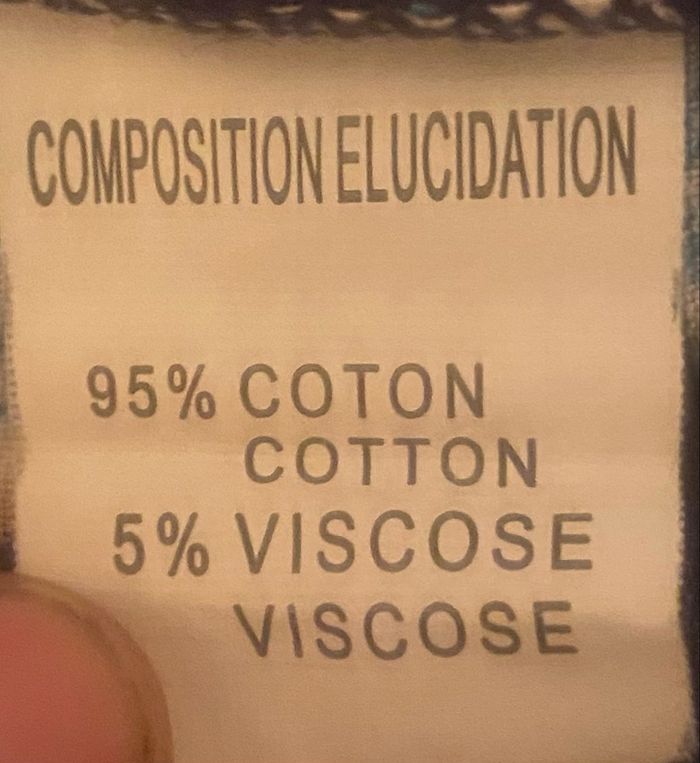 COMPOSITION ELUCIDATION
95% COTON
COTTON
5% VISCOSE
VISCOSE